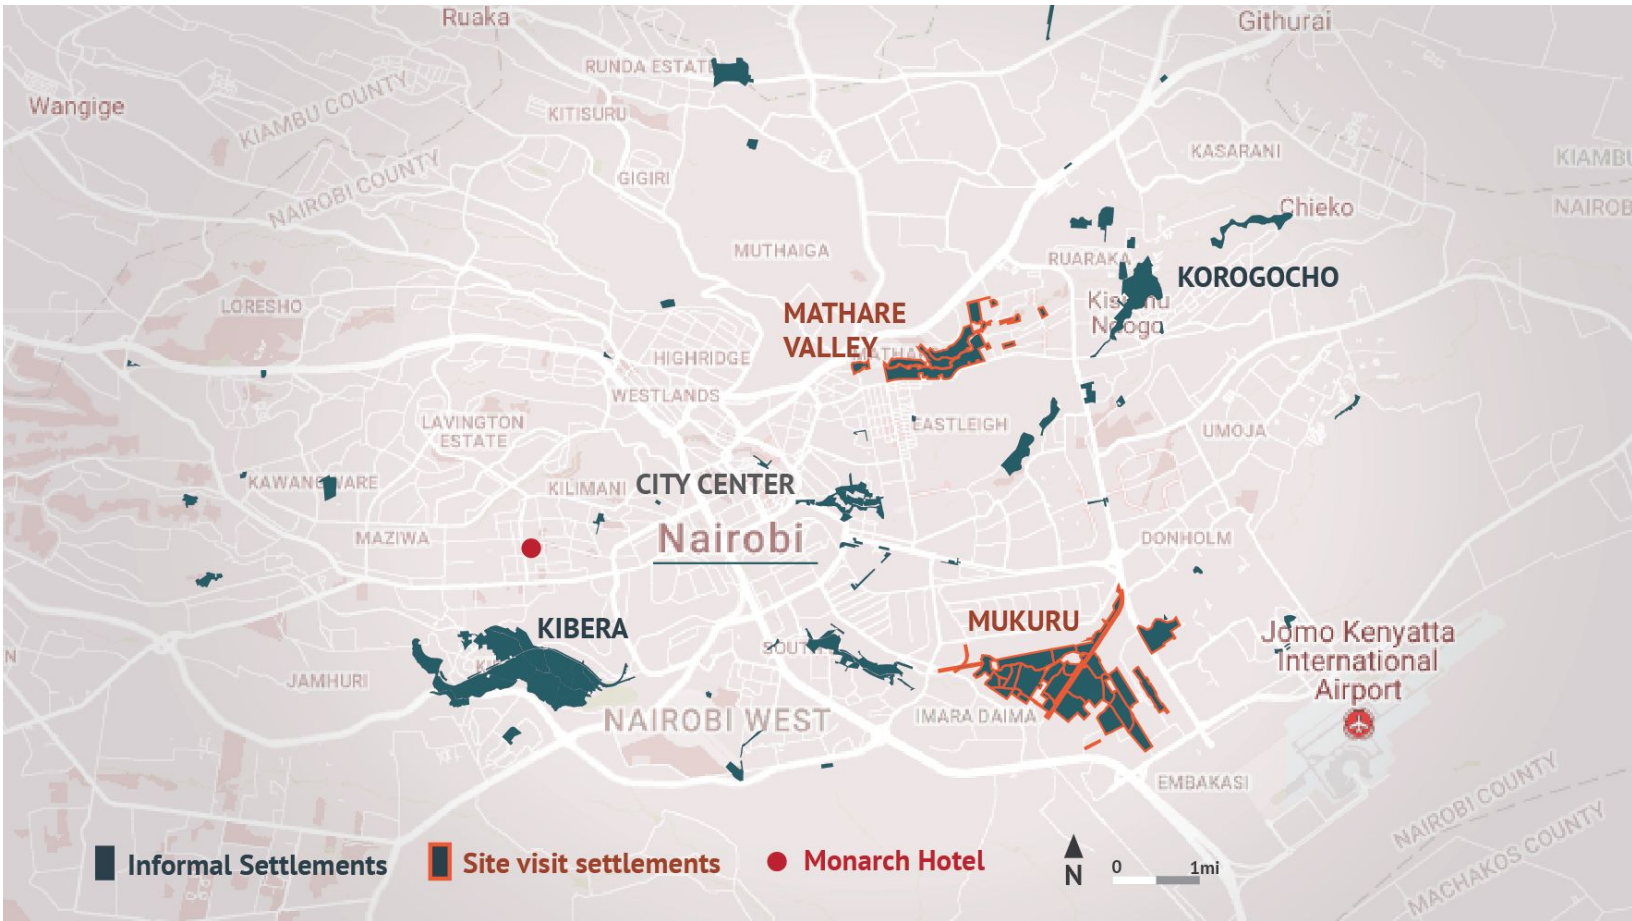 Ruaka
Githurai
RUNDA ESTATE
Wangige
KIAMBU COUNTY
KITISURU
KASARANI
KIAMBU
NAIROBI COUNTY
GIGIRI
Chieko
NAIROB
MUTHAIGA
RUARAKA
KOROGOCHO
LORESHO
MATHARE
VALLEY
HIGHRIDGE
WESTLANDS
LAVINGTON
ESTATE
EASTLEIGH
UMOJA
KAWANGWARE
KILIMANI
CITY CENTER
MAZIWA
Nairobi
DONHOLM
KIBERA
MUKURU
Jomo Kenyatta
International
Airport
N
SOUTH
JAMHURI
NAIROBI WEST
IMARA DAIMA
EMBAKASI
NAIROBI COUNTY
MACHAKOS COUNTY
Informal Settlements
Site visit settlements
Monarch Hotel
N
0 1mi